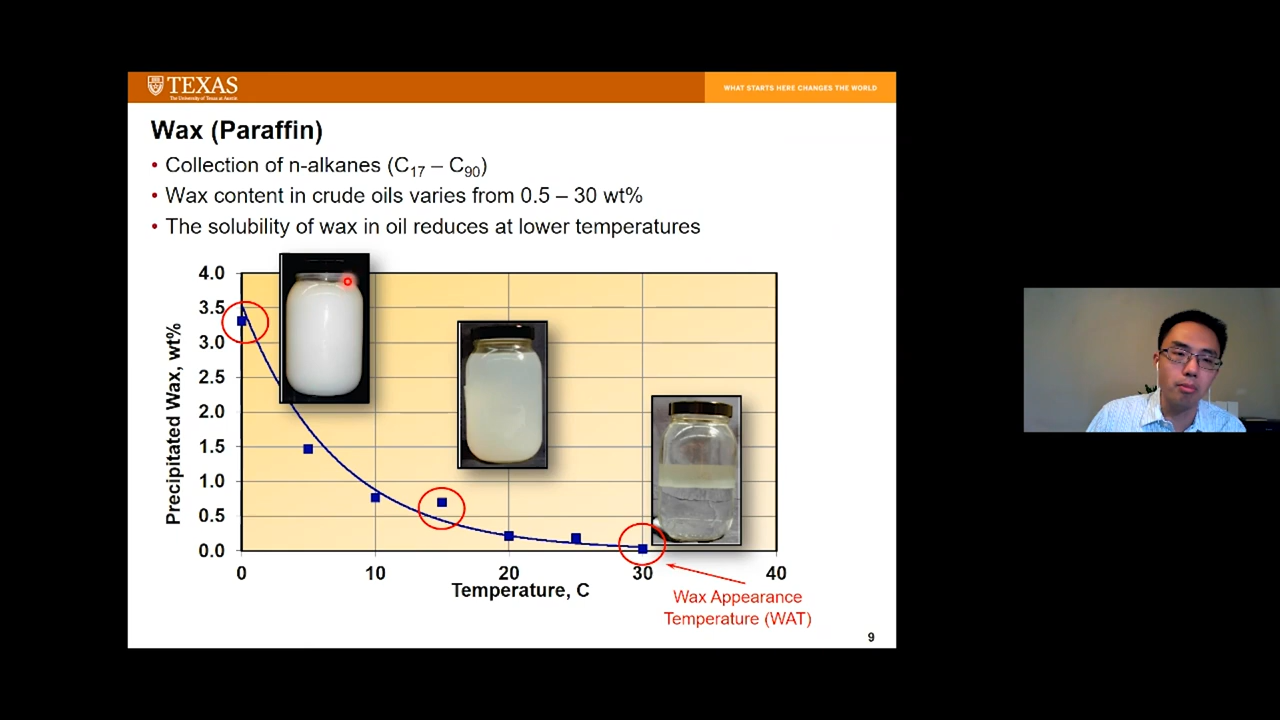 TEXAS
The University of Texas at Austin
WHAT STARTS HERE CHANGES THE WORLD
Wax (Paraffin)
• Collection of n-alkanes (C17 – C90)
• Wax content in crude oils varies from 0.5 – 30 wt%
• The solubility of wax in oil reduces at lower temperatures
Precipitated Wax, wt%
4.0
3.5
3.0
2.5
2.0
1.5
1.0
0.5
0.0
0 10 20 30 40
Temperature, C
Wax Appearance
Temperature (WAT)
9